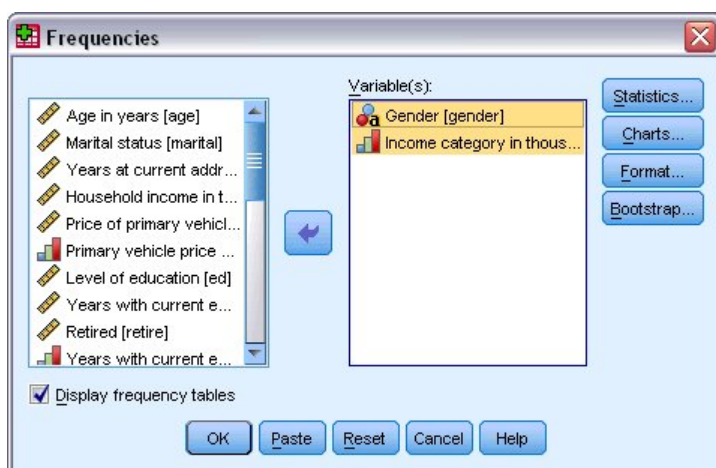 Frequencies
Age in years [age]
Marital status [marital]
Years at current addr...
Household income in t...
Price of primary vehicl...
Primary vehicle price ...
Level of education [ed]
Years with current e...
Retired [retire]
Years with current e...
Display frequency tables
Variable(s):
a Gender [gender]
Income category in thous...
Statistics...
Charts...
Format...
Bootstrap...
OK
Paste
Reset
Cancel
Help